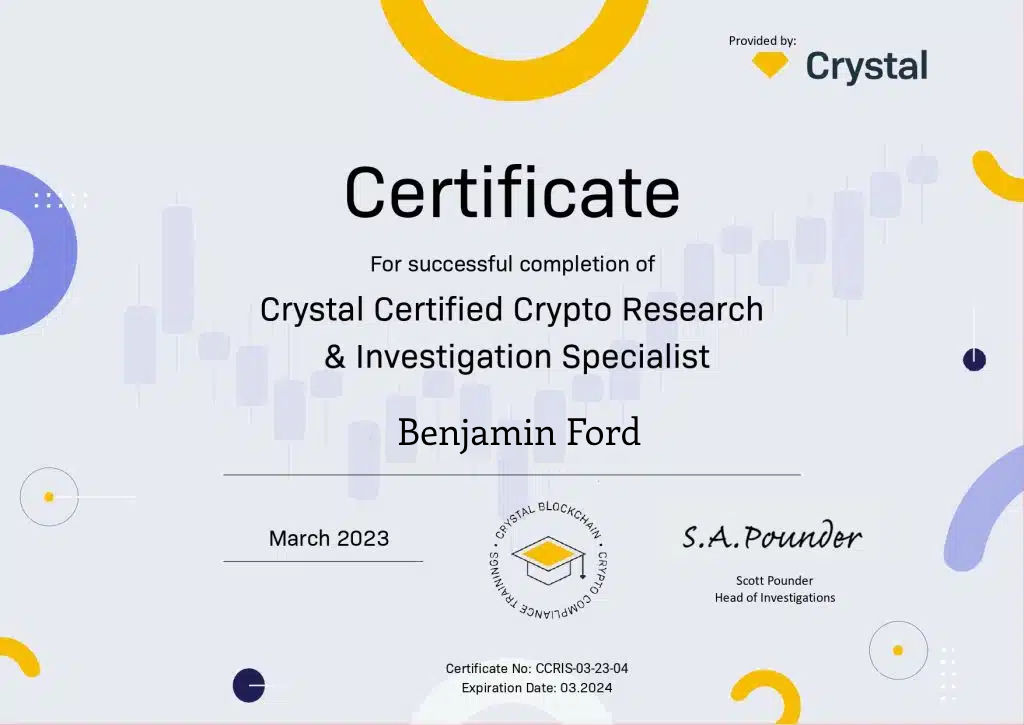 Provided by:
Crystal
Certificate
For successful completion of
Crystal Certified Crypto Research
& Investigation Specialist
Benjamin Ford
March 2023
• CRYSTAL BLOCKCHAIN • CRYPTO COMPLIANCE TRAININGS
S.A.Pounder
Scott Pounder
Head of Investigations
Certificate No: CCRIS-03-23-04
Expiration Date: 03.2024